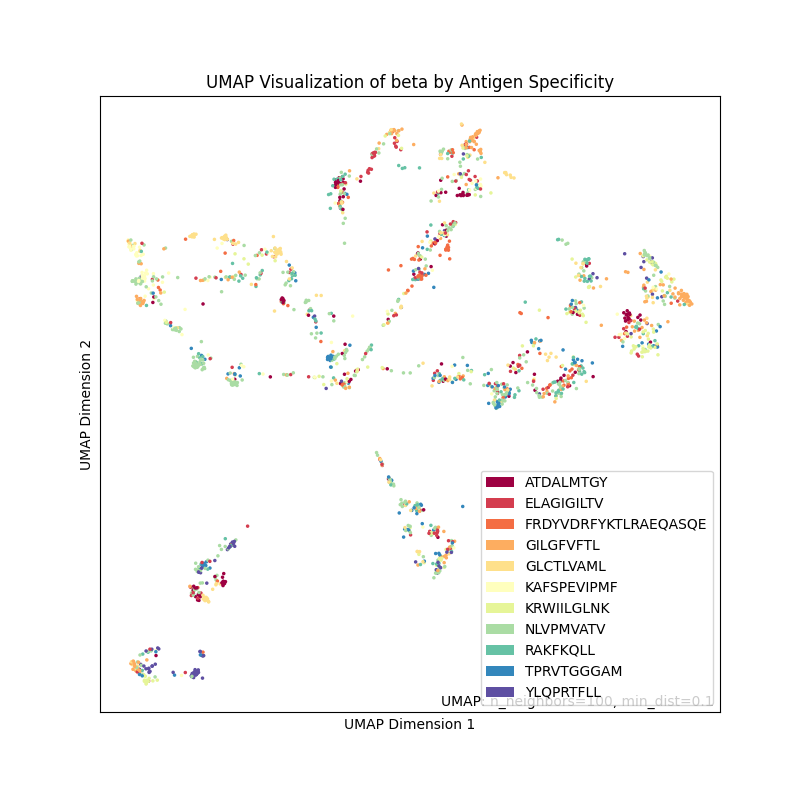 UMAP Visualization of beta by Antigen Specificity
UMAP Dimension 2
ATDALMTGY
ELAGIGILTV
FRDYVDRFYKTLRAEQASQE
GILGFVFTL
GLCTLVAML
KAFSPEVIPMF
KRWIILGLNK
NLVPMVATV
RAKFKQLL
TPRVTGGGAM
YLQPRTFLL
UMAP: n_neighbors=100, min_dist=0.1
UMAP Dimension 1